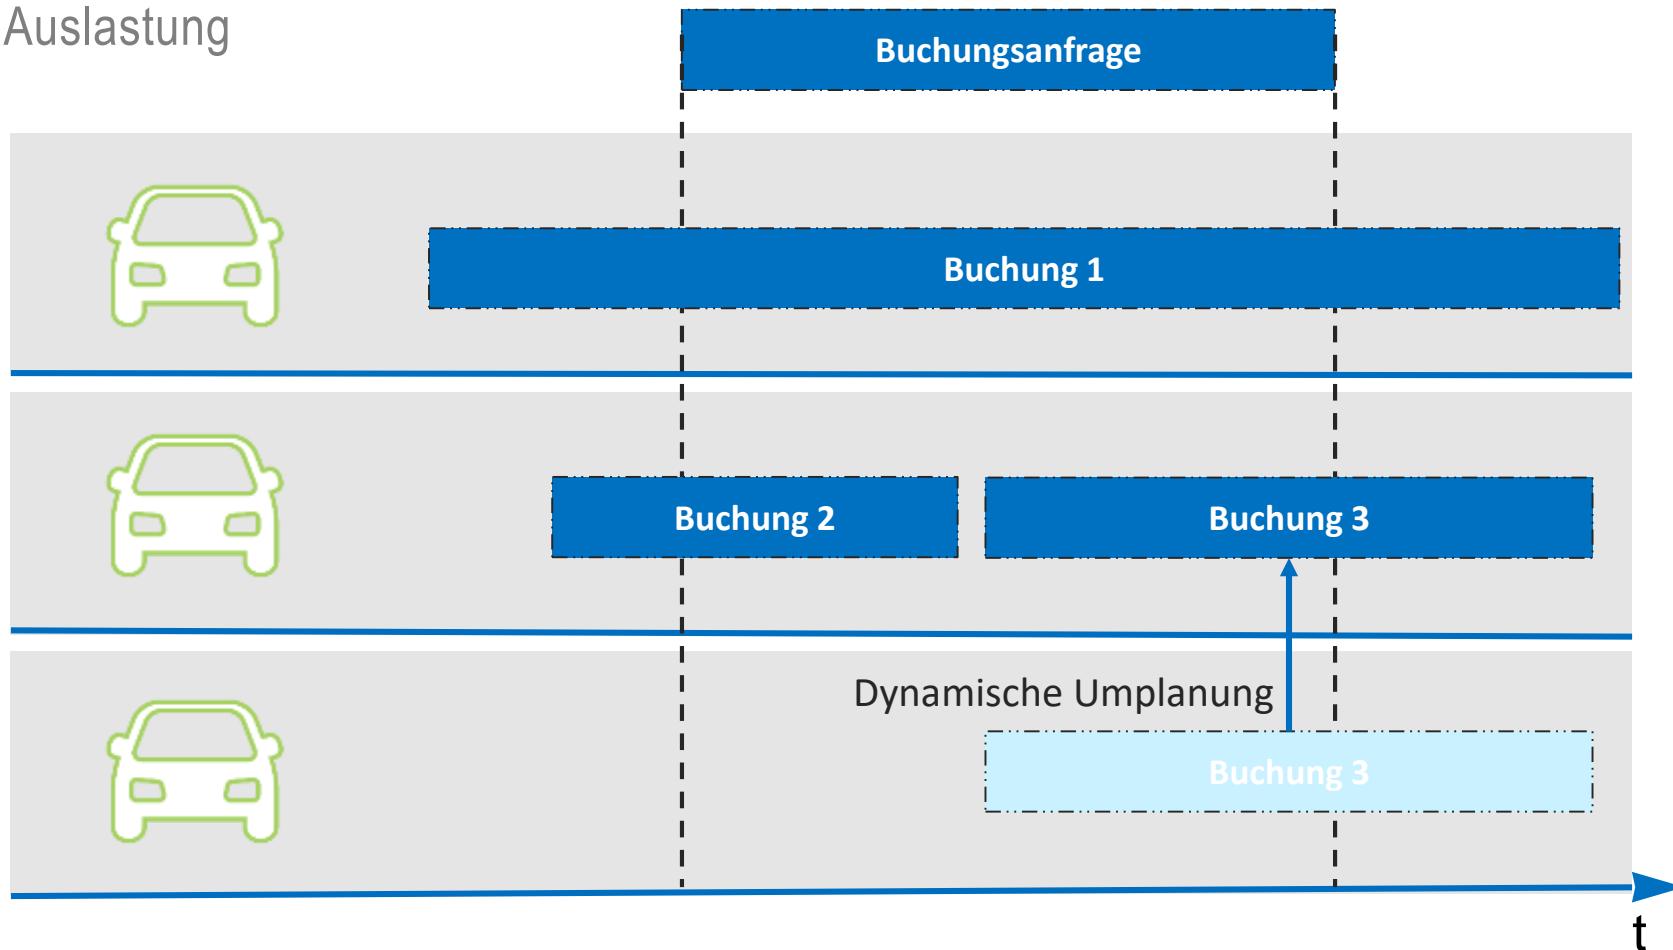 Auslastung
Buchungsanfrage
Buchung 1
Buchung 2
Buchung 3
Dynamische Umplanung
Buchung 3
t